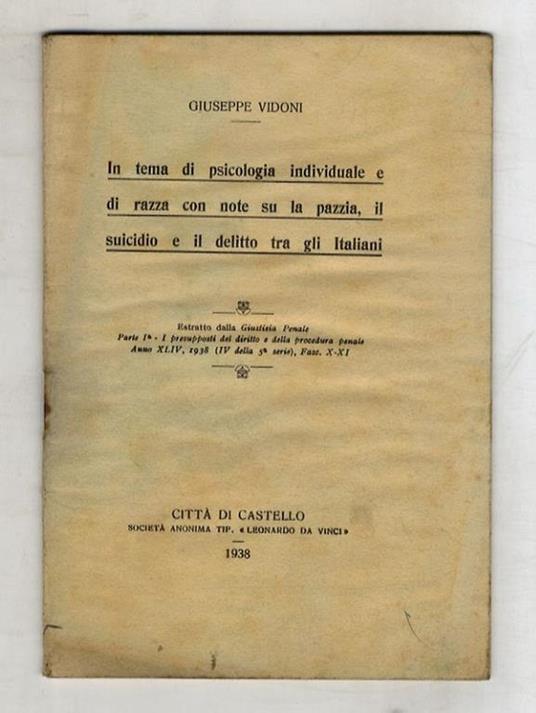 GIUSEPPE VIDONI
In tema di psicologia individuale e
di razza con note su la pazzia, il
suicidio e il delitto tra gli Italiani
Estratto dalla Giustizia Penale
Parte Iª - I presupposti del diritto e della procedura penale
Anno XLIV, 1938 (IV della 5ª serie), Fasc. X-XI
CITTÀ DI CASTELLO
SOCIETÀ ANONIMA TIP. «LEONARDO DA VINCI»
1938